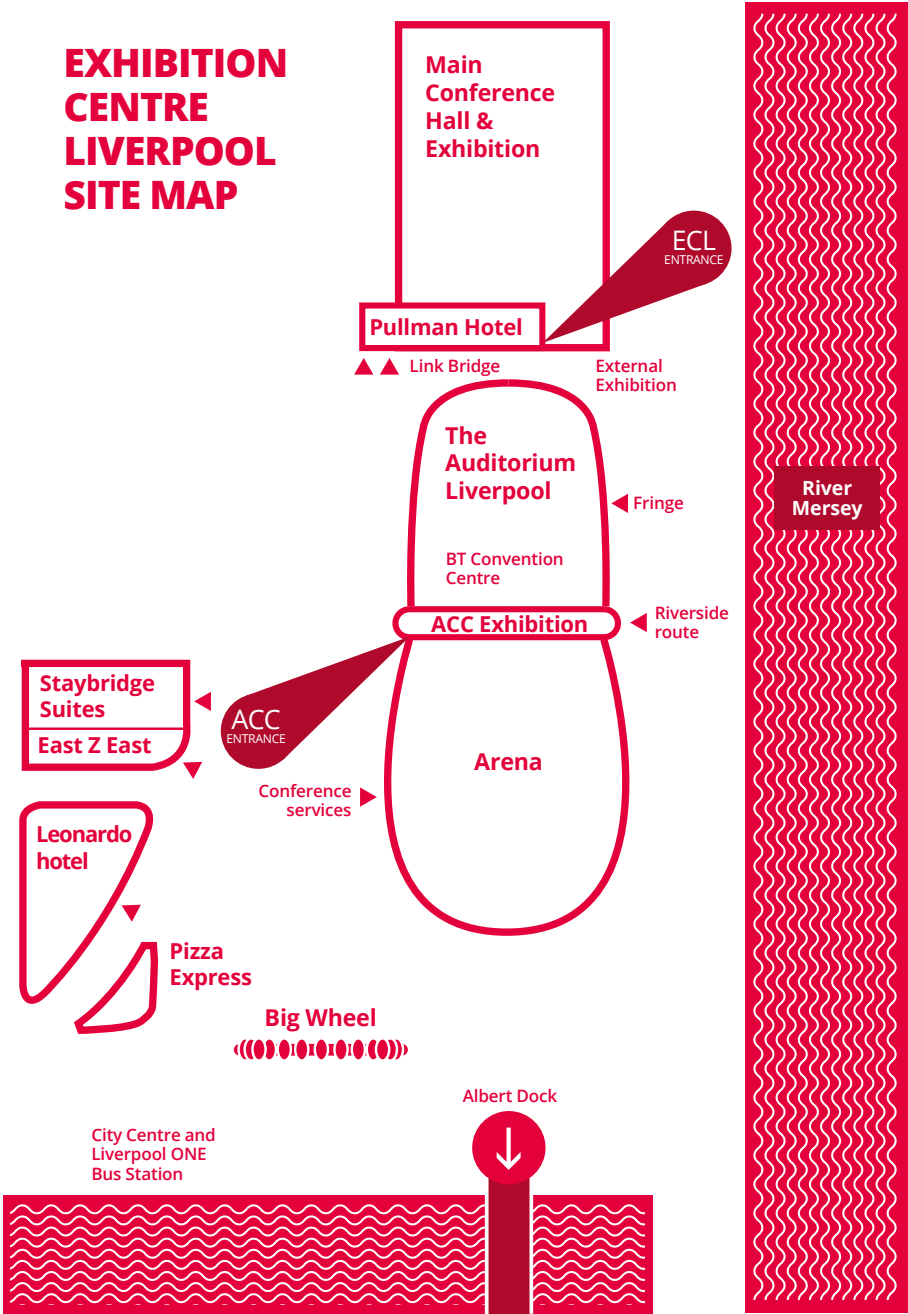 EXHIBITION
CENTRE
LIVERPOOL
SITE MAP
Main
Conference
Hall &
Exhibition
ECL
ENTRANCE
Pullman Hotel
Link Bridge
External
Exhibition
The
Auditorium
Liverpool
Fringe
River
Mersey
BT Convention
Centre
ACC Exhibition
Riverside
route
Staybridge
Suites
East Z East
ACC
ENTRANCE
Arena
Conference
services
Leonardo
hotel
Pizza
Express
Big Wheel
Albert Dock
City Centre and
Liverpool ONE
Bus Station